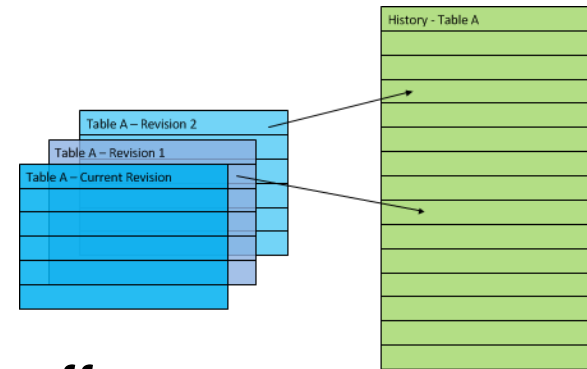 History - Table A
Table A – Revision 2
Table A – Revision 1
Table A – Current Revision